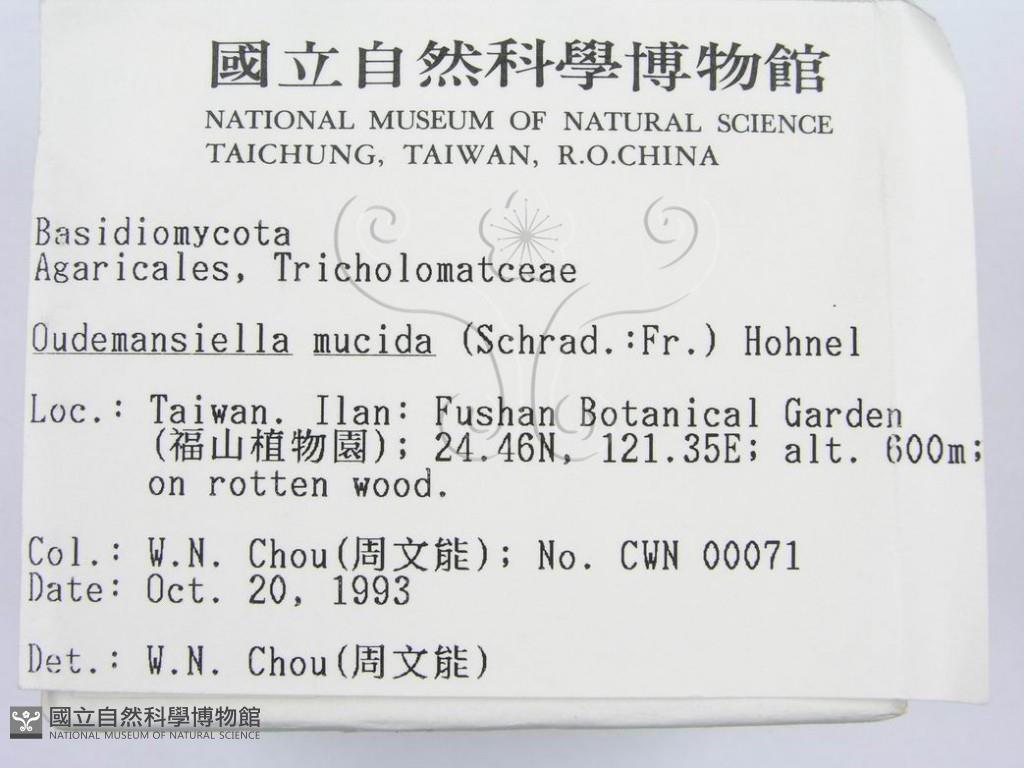 國立自然科學博物館
NATIONAL MUSEUM OF NATURAL SCIENCE
TAICHUNG, TAIWAN, R.O.CHINA
Basidiomycota
Agaricales, Tricholomatceae
Oudemansiella mucida (Schrad.:Fr.) Hohnel
Loc.: Taiwan. Ilan: Fushan Botanical Garden
(福山植物園); 24.46N, 121.35E; alt. 600m;
on rotten wood.
Col.: W.N. Chou(周文能); No. CWN 00071
Date: Oct. 20, 1993
Det.: W.N. Chou(周文能)
國立自然科學博物館
NATIONAL MUSEUM OF NATURAL SCIENCE